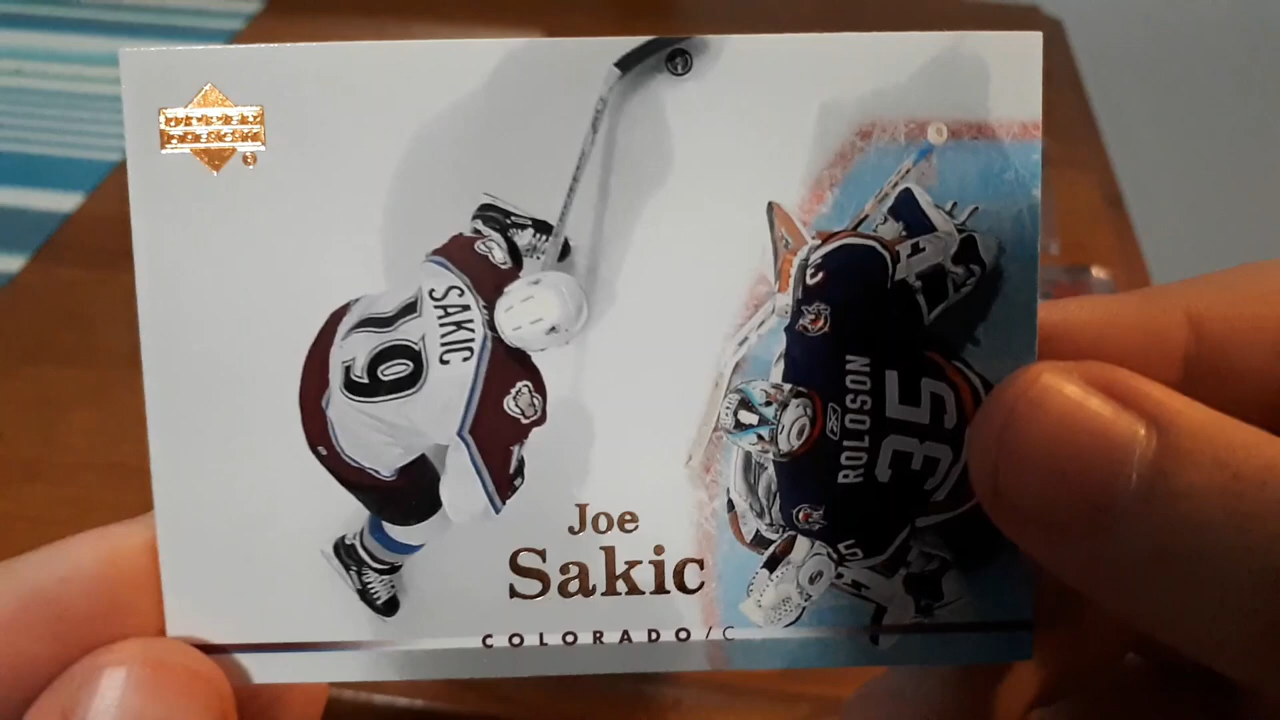 UPPER
DECK
SAKIC
19
ROLOSON
35
Joe
Sakic
COLORADO/C